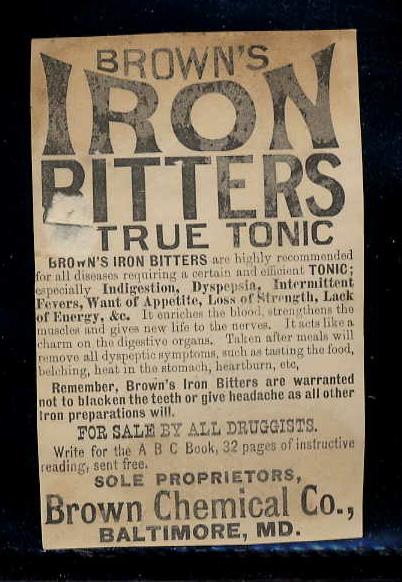 BROWN'S
IRON
BITTERS
TRUE TONIC
BROWN'S IRON BITTERS are highly recommended
for all diseases requiring a certain and efficient TONIC;
especially Indigestion, Dyspepsia, Intermittent
Fevers, Want of Appetite, Loss of Strength, Lack
of Energy, &c. It enriches the blood, strengthens the
muscles and gives new life to the nerves. It acts like a
charm on the digestive organs. Taken after meals will
remove all dyspeptic symptoms, such as tasting the food,
belching, heat in the stomach, heartburn, etc,
Remember, Brown's Iron Bitters are warranted
not to blacken the teeth or give headache as all other
Iron preparations will.
FOR SALE BY ALL DRUGGISTS.
Write for the A B C Book, 32 pages of instructive
reading, sent free.
SOLE PROPRIETORS,
Brown Chemical Co.,
BALTIMORE, MD.